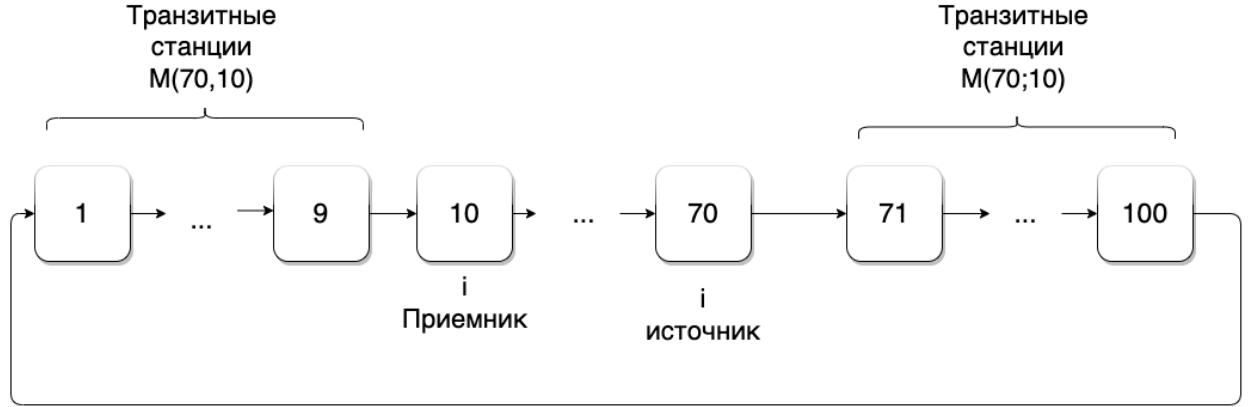 Транзитные
станции
М(70,10)
Транзитные
станции
М(70;10)
1
...
9
10
...
70
71
...
100
i
Приемник
i
источник